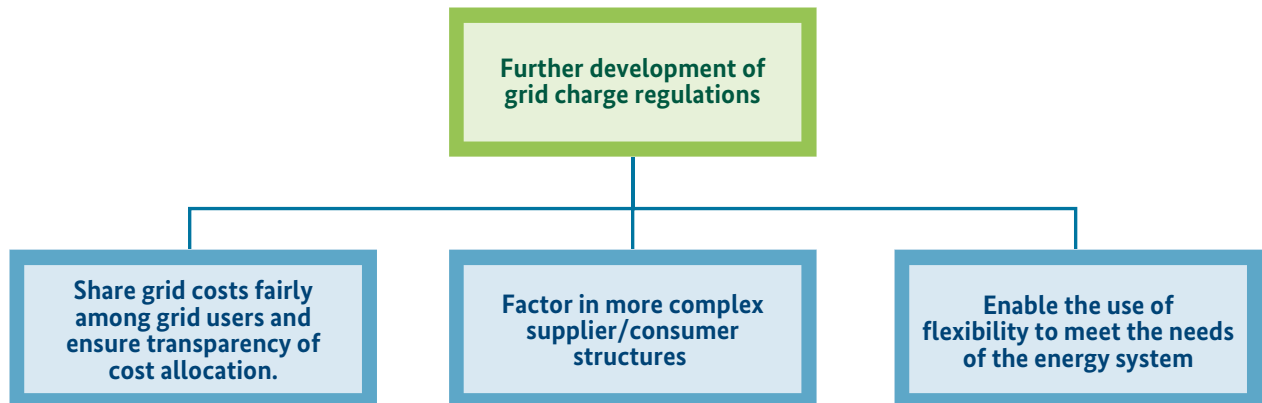 Further development of
grid charge regulations
Share grid costs fairly
among grid users and
ensure transparency of
cost allocation.
Factor in more complex
supplier/consumer
structures
Enable the use of
flexibility to meet the needs
of the energy system